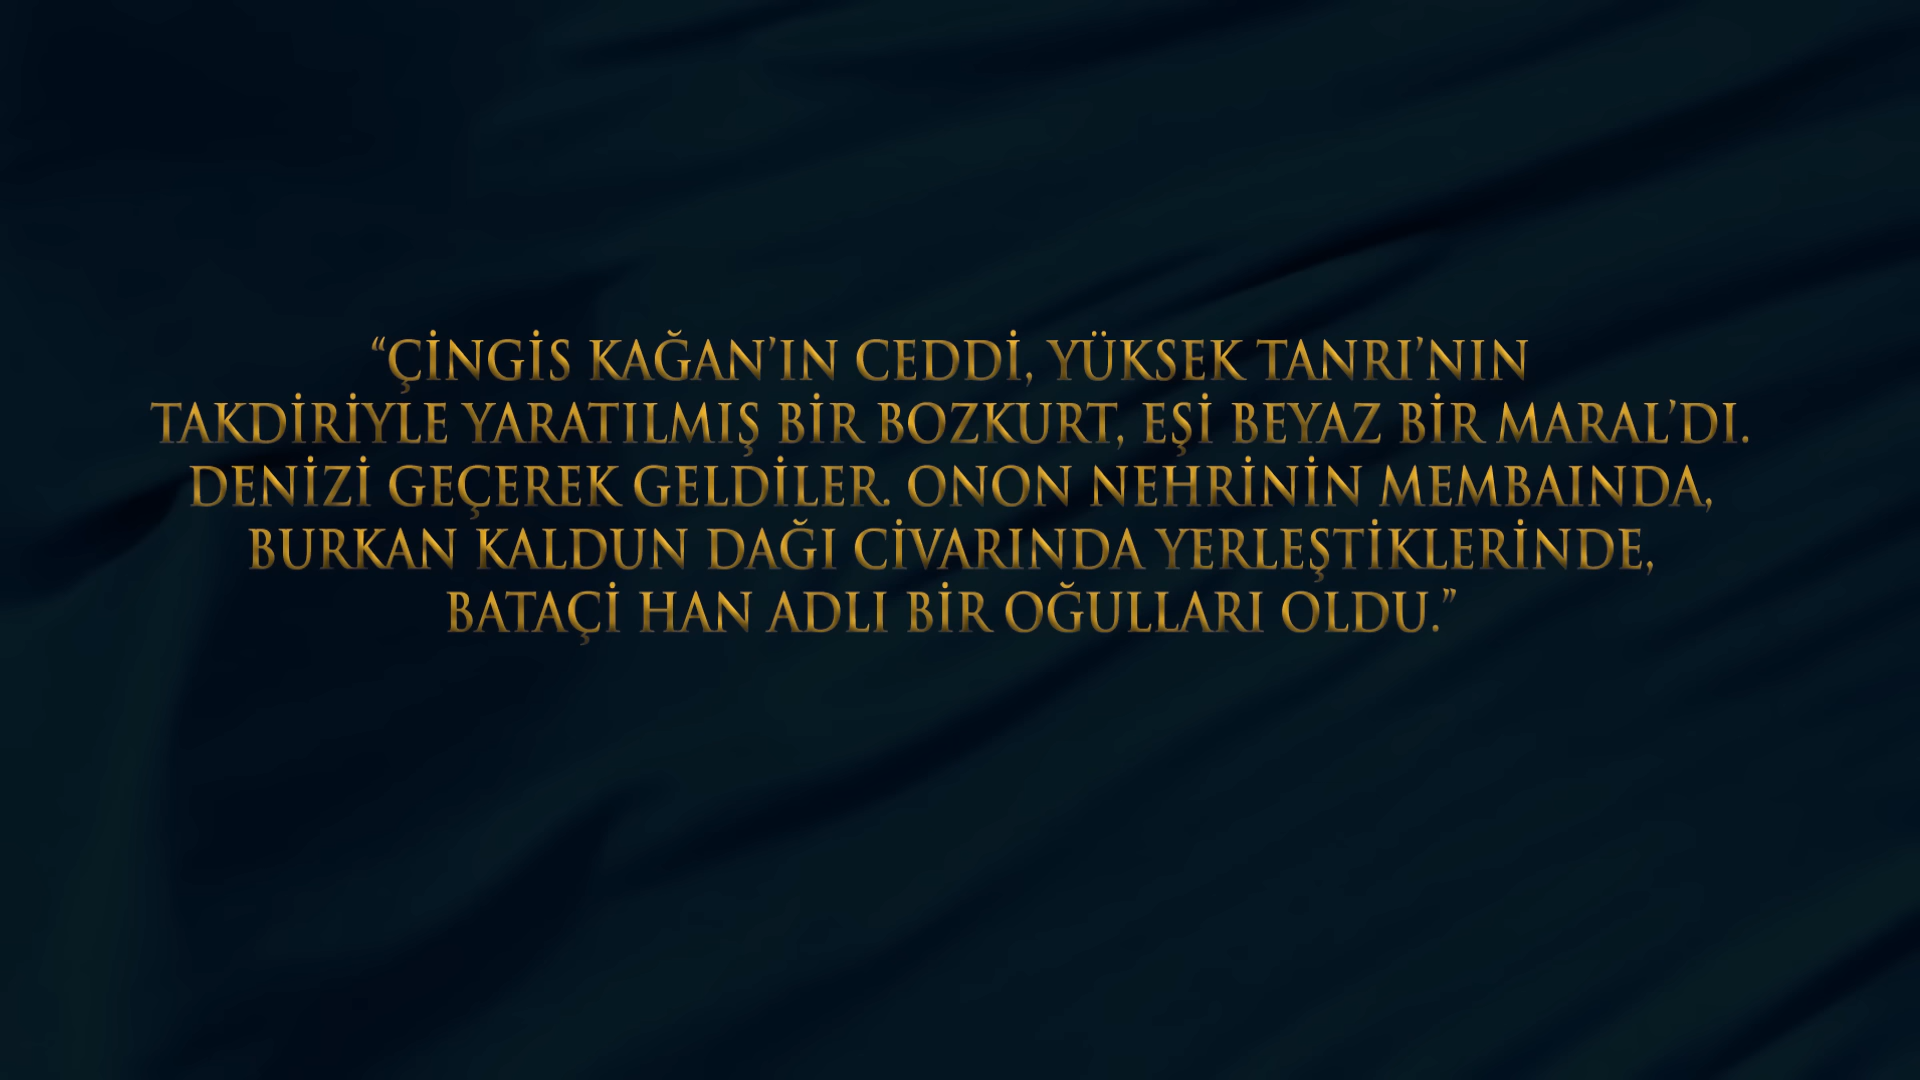 “ÇİNGİS KAĞAN’IN CEDDİ, YÜKSEK TANRI’NIN
TAKDİRİYLE YARATILMIŞ BİR BOZKURT, EŞİ BEYAZ BİR MARAL’DI.
DENİZİ GEÇEREK GELDİLER. ONON NEHRİNİN MEMBAINDA,
BURKAN KALDUN DAĞI CİVARINDA YERLEŞTİKLERİNDE,
BATAÇİ HAN ADLI BİR OĞULLARI OLDU.”